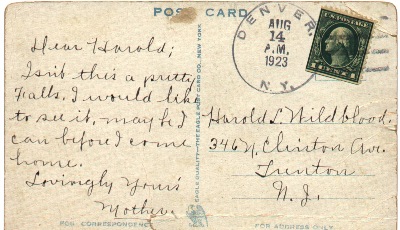 POST CARD
DENVER.
AUG
14
A.M.
1923
N.Y.
U.S. POSTAGE
Dear Harold;
Isn't this a pretty
Falls. I would like
to see it, maybe I
can before I come
home.
Lovingly Yours
Mother.
Harold L. Wildblood.
346 N. Clinton Ave.
Trenton
N. J.
EAGLE QUALITY - THE EAGLE POST CARD CO., NEW YORK
FOR CORRESPONDENCE
FOR ADDRESS ONLY